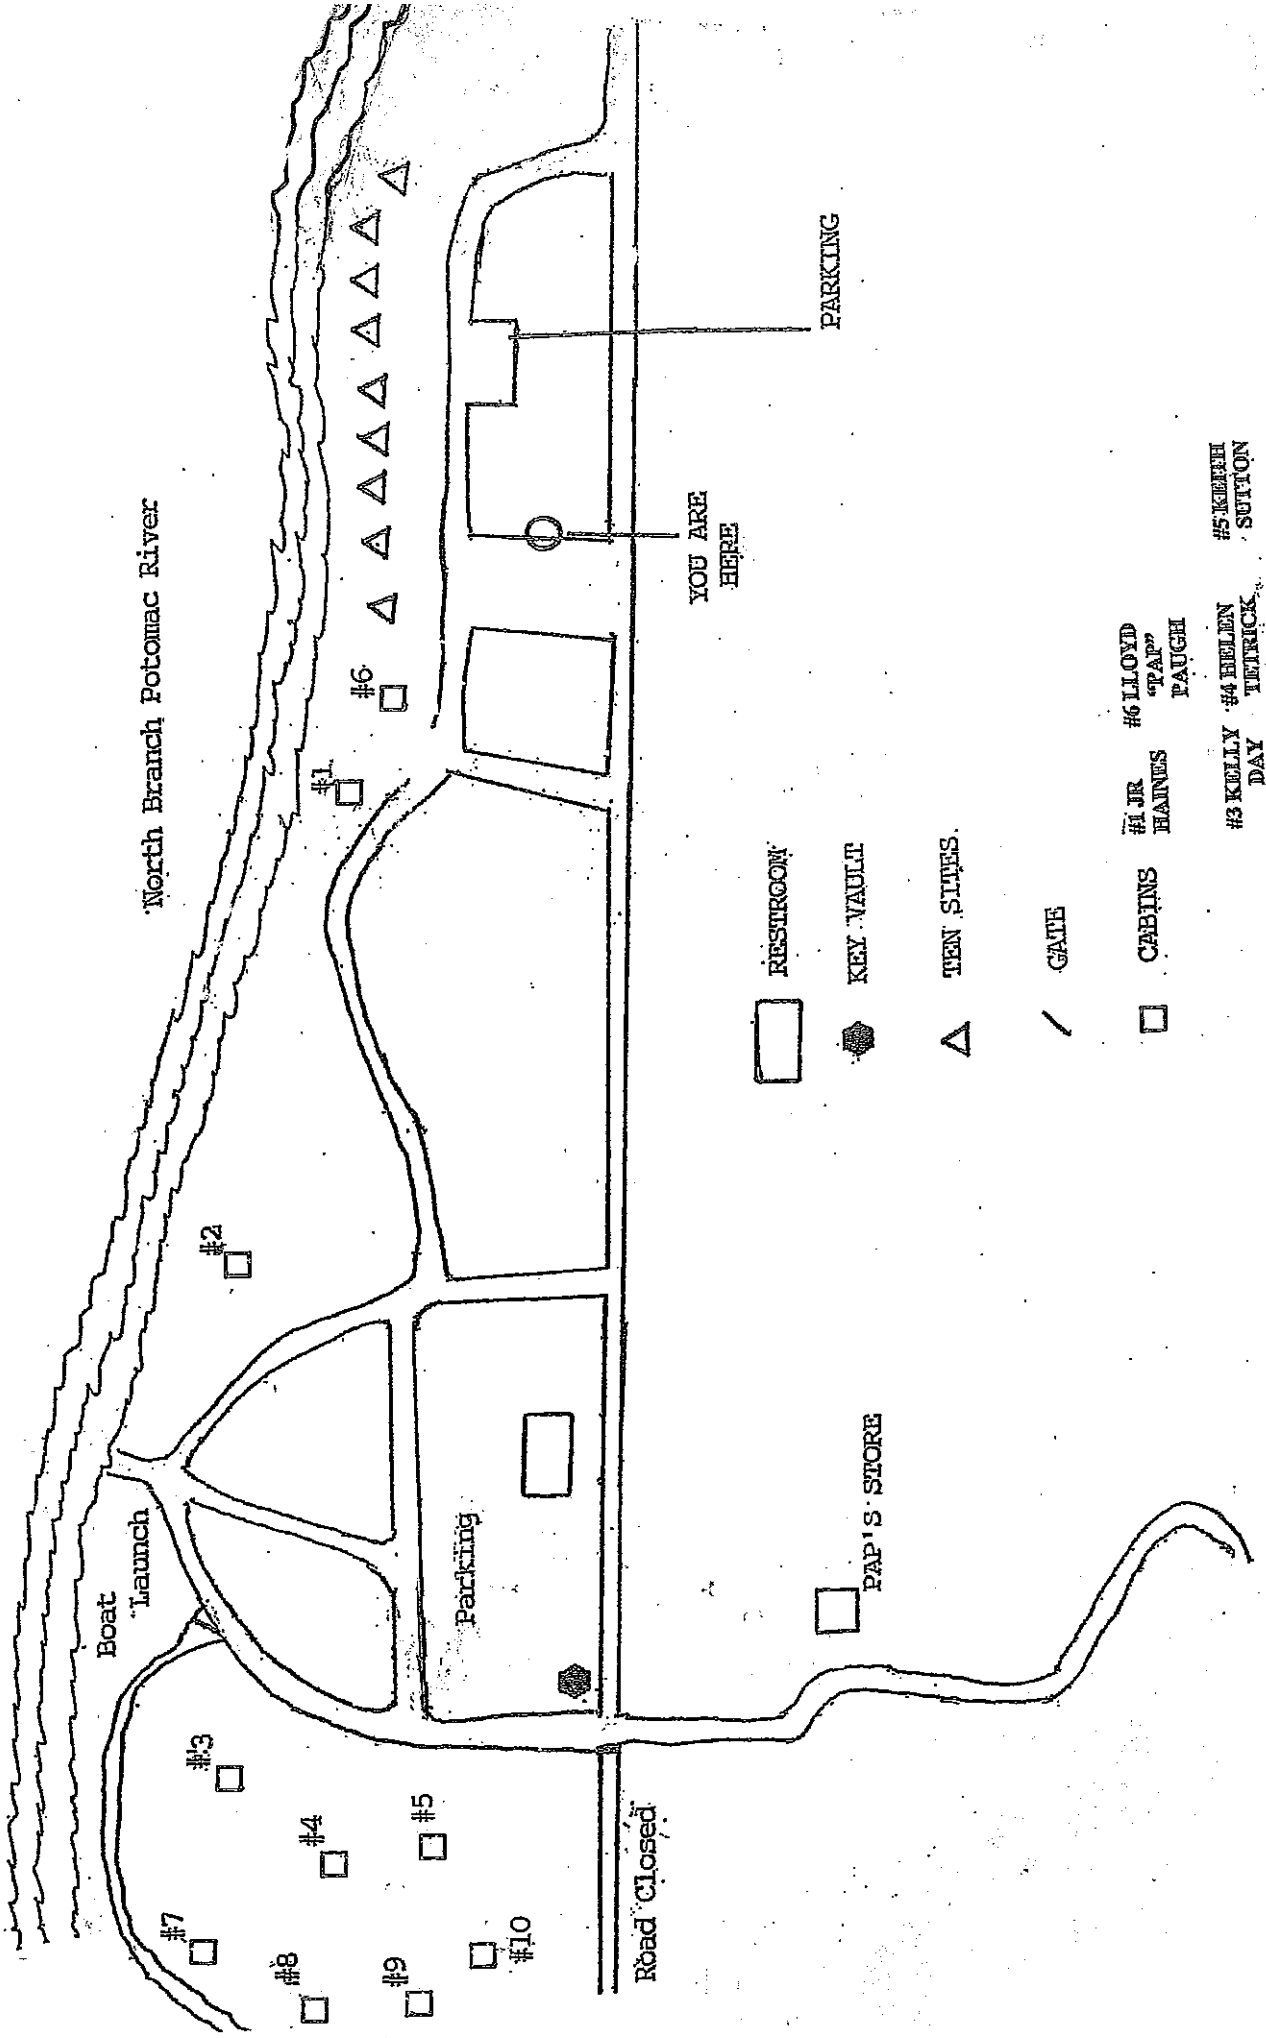 North Branch Potomac River
Boat
Launch
#7
#3
#2
#1
#6
#8
#4
#9
#5
#10
Parking
Road Closed
YOU ARE
HERE
PARKING
PAP'S STORE
RESTROOM
KEY VAULT
TEN SITES
GATE
CABINS
#1 JR
HAINES
#6 LLOYD
"PAP"
PAUGH
#3 KELLY
DAY
#4 HELEN
TETRICK
#5 KEITH
SUTTON